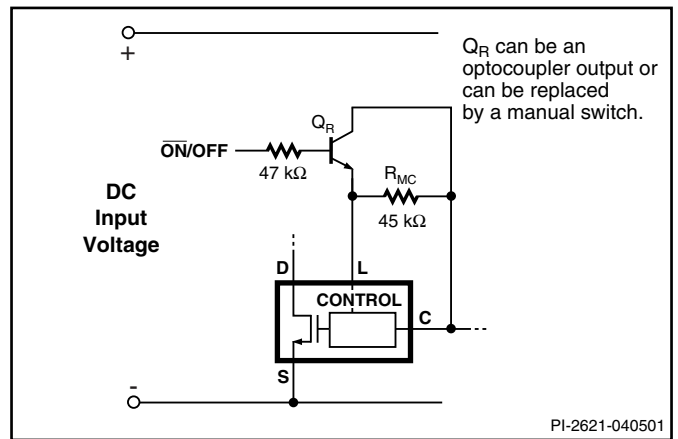 +
Q_R can be an
optocoupler output or
can be replaced
by a manual switch.
Q_R
O̅N̅/OFF
47 kΩ
R_MC
45 kΩ
DC
Input
Voltage
D
L
CONTROL
C
S
-
PI-2621-040501